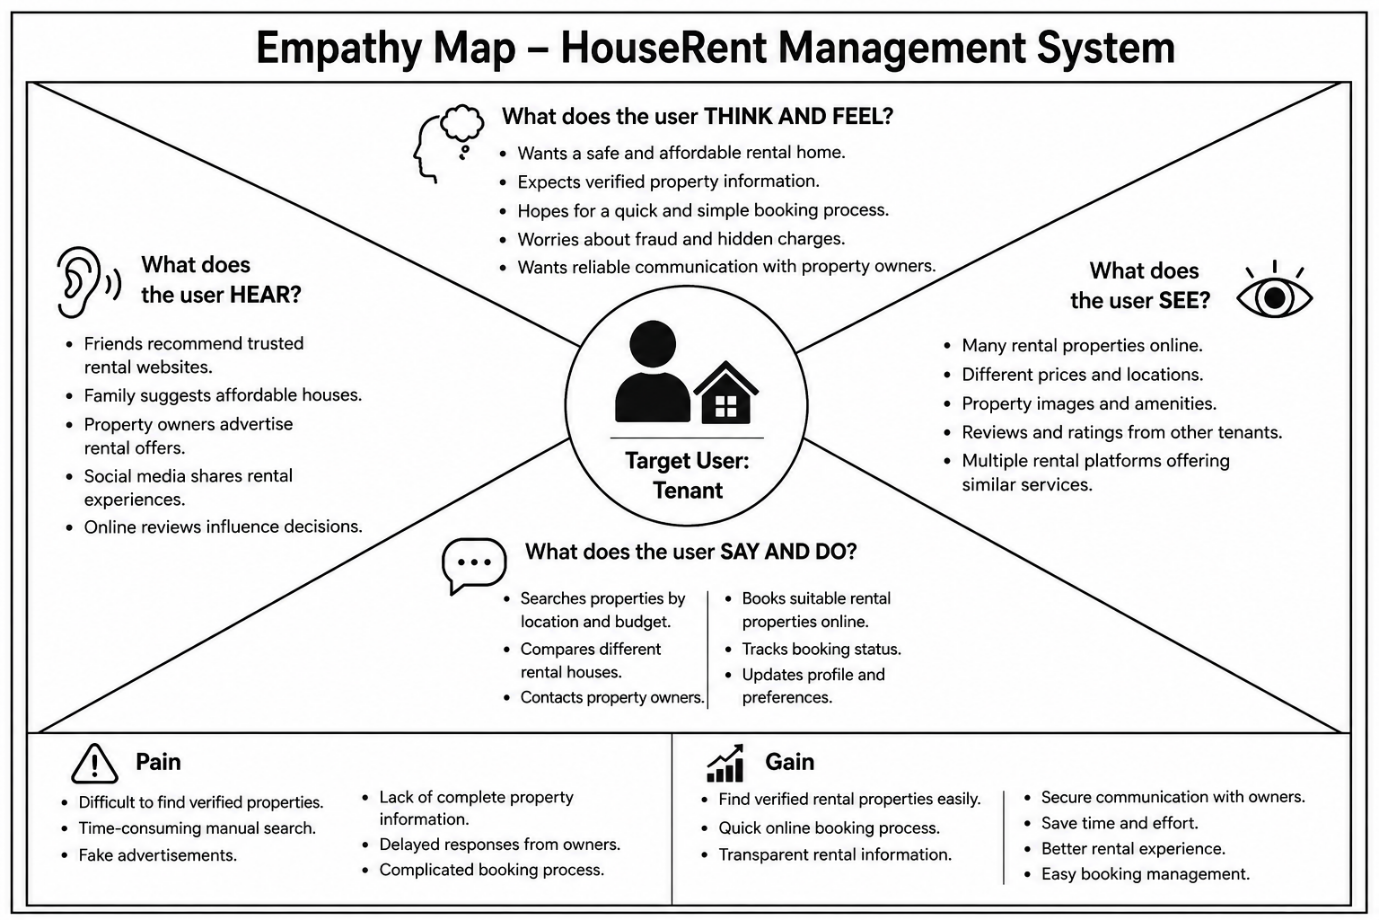 Empathy Map – HouseRent Management System
What does the user THINK AND FEEL?
• Wants a safe and affordable rental home.
• Expects verified property information.
• Hopes for a quick and simple booking process.
• Worries about fraud and hidden charges.
• Wants reliable communication with property owners.
What does
the user HEAR?
• Friends recommend trusted
rental websites.
• Family suggests affordable houses.
• Property owners advertise
rental offers.
• Social media shares rental
experiences.
• Online reviews influence decisions.
What does
the user SEE?
• Many rental properties online.
• Different prices and locations.
• Property images and amenities.
• Reviews and ratings from other tenants.
• Multiple rental platforms offering
similar services.
Target User:
Tenant
What does the user SAY AND DO?
• Searches properties by
location and budget.
• Compares different
rental houses.
• Contacts property owners.
• Books suitable rental
properties online.
• Tracks booking status.
• Updates profile and
preferences.
Pain
• Difficult to find verified properties.
• Time-consuming manual search.
• Fake advertisements.
• Lack of complete property
information.
• Delayed responses from owners.
• Complicated booking process.
Gain
• Find verified rental properties easily.
• Quick online booking process.
• Transparent rental information.
• Secure communication with owners.
• Save time and effort.
• Better rental experience.
• Easy booking management.